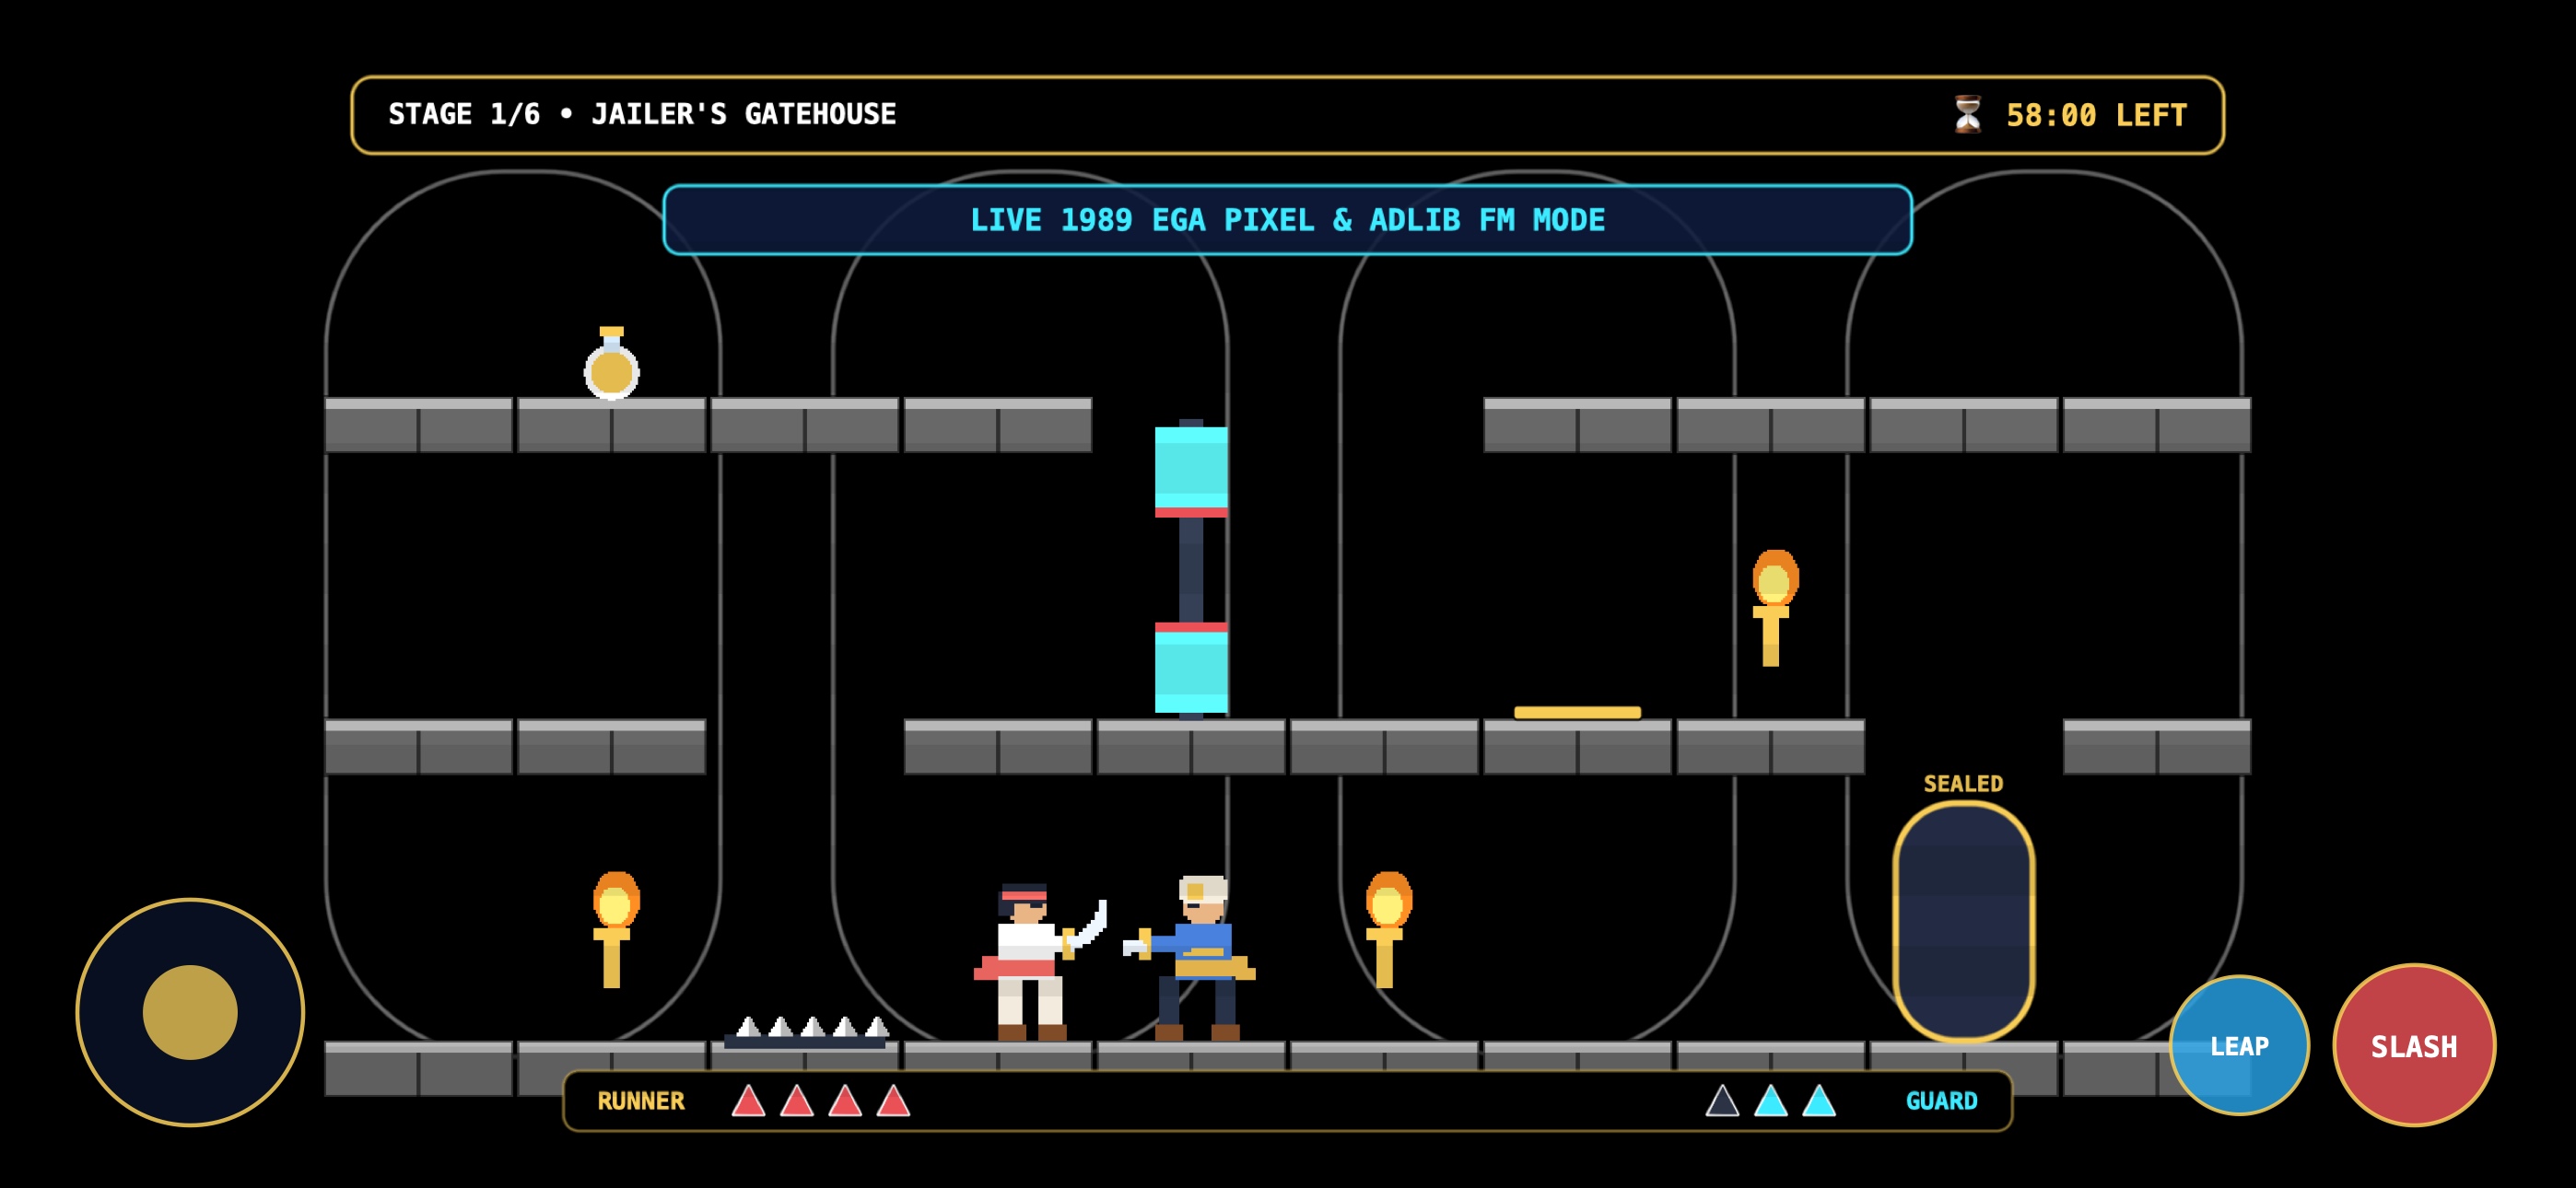 STAGE 1/6 • JAILER'S GATEHOUSE
⏳ 58:00 LEFT
LIVE 1989 EGA PIXEL & ADLIB FM MODE
SEALED
LEAP
SLASH
RUNNER
GUARD